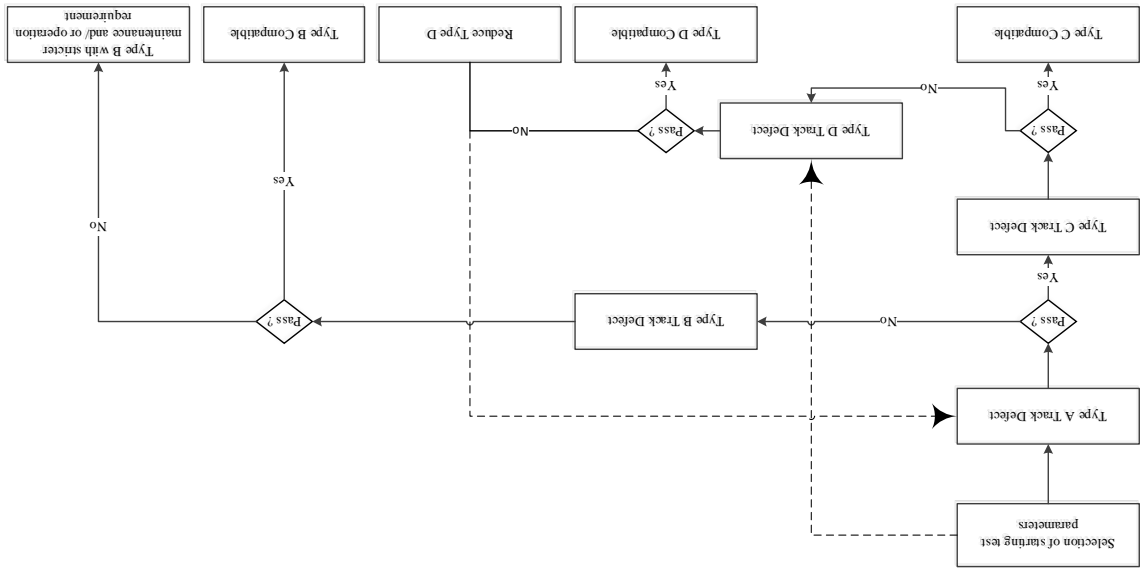 Selection of starting test
parameters
Type A Track Defect
Pass ?
No
Type B Track Defect
Pass ?
Yes
Type C Track Defect
No
Yes
Pass ?
Type D Track Defect
Pass ?
No
No
Yes
Yes
Type C Compatible
Type D Compatible
Reduce Type D
Type B Compatible
Type B with stricter
maintenance and/ or operation
requirement